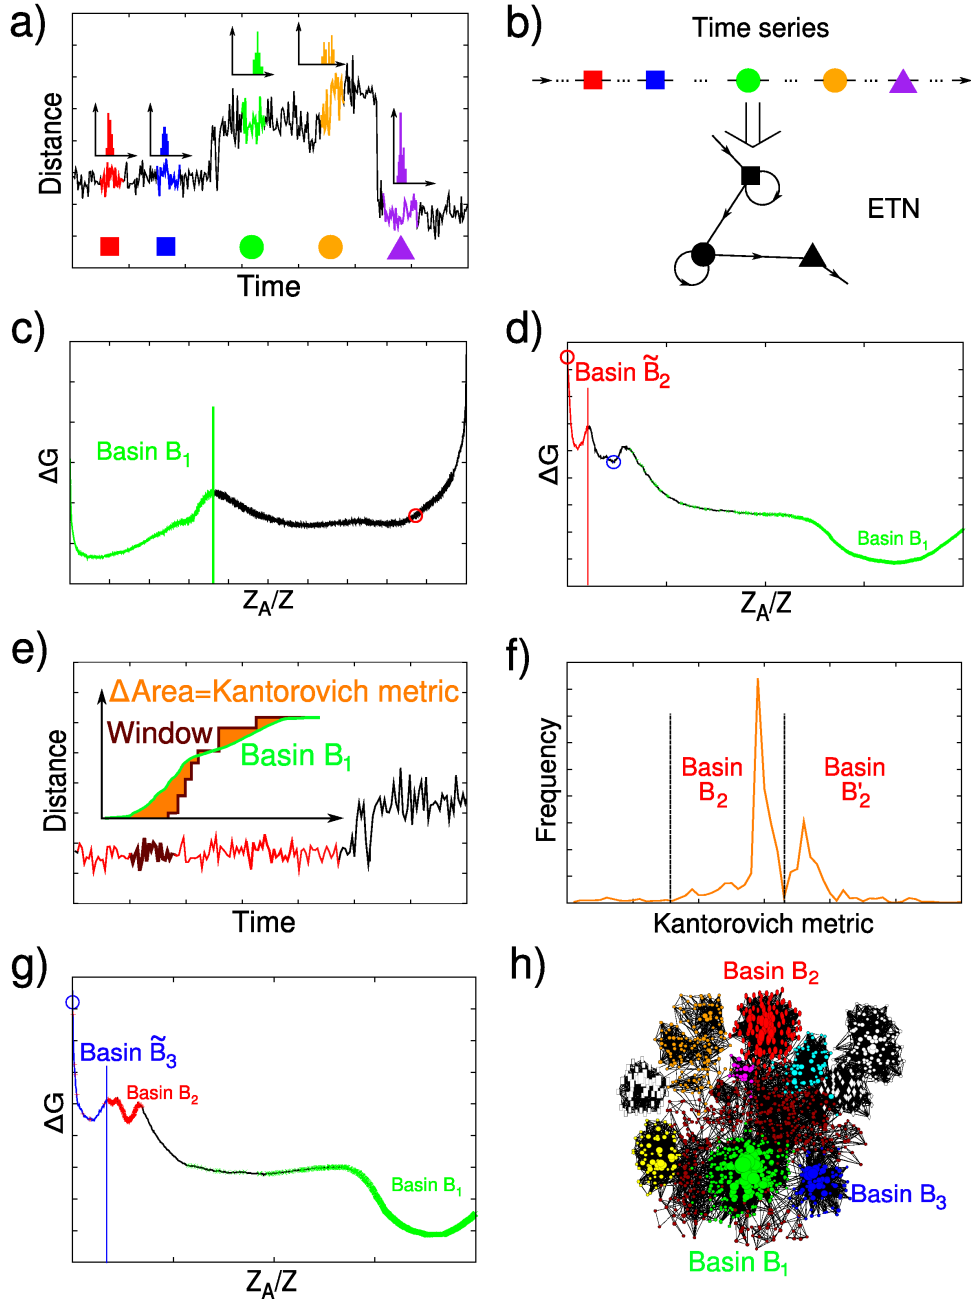 a)
Distance
Time
b)
Time series
... ... ... ... ...
ETN
c)
Basin B1
ΔG
ZA/Z
d)
Basin B̃2
ΔG
Basin B1
ZA/Z
e)
ΔArea=Kantorovich metric
Window
Basin B1
Distance
Time
f)
Basin
B2
Basin
B'2
Frequency
Kantorovich metric
g)
Basin B̃3
Basin B2
ΔG
Basin B1
ZA/Z
h)
Basin B2
Basin B3
Basin B1